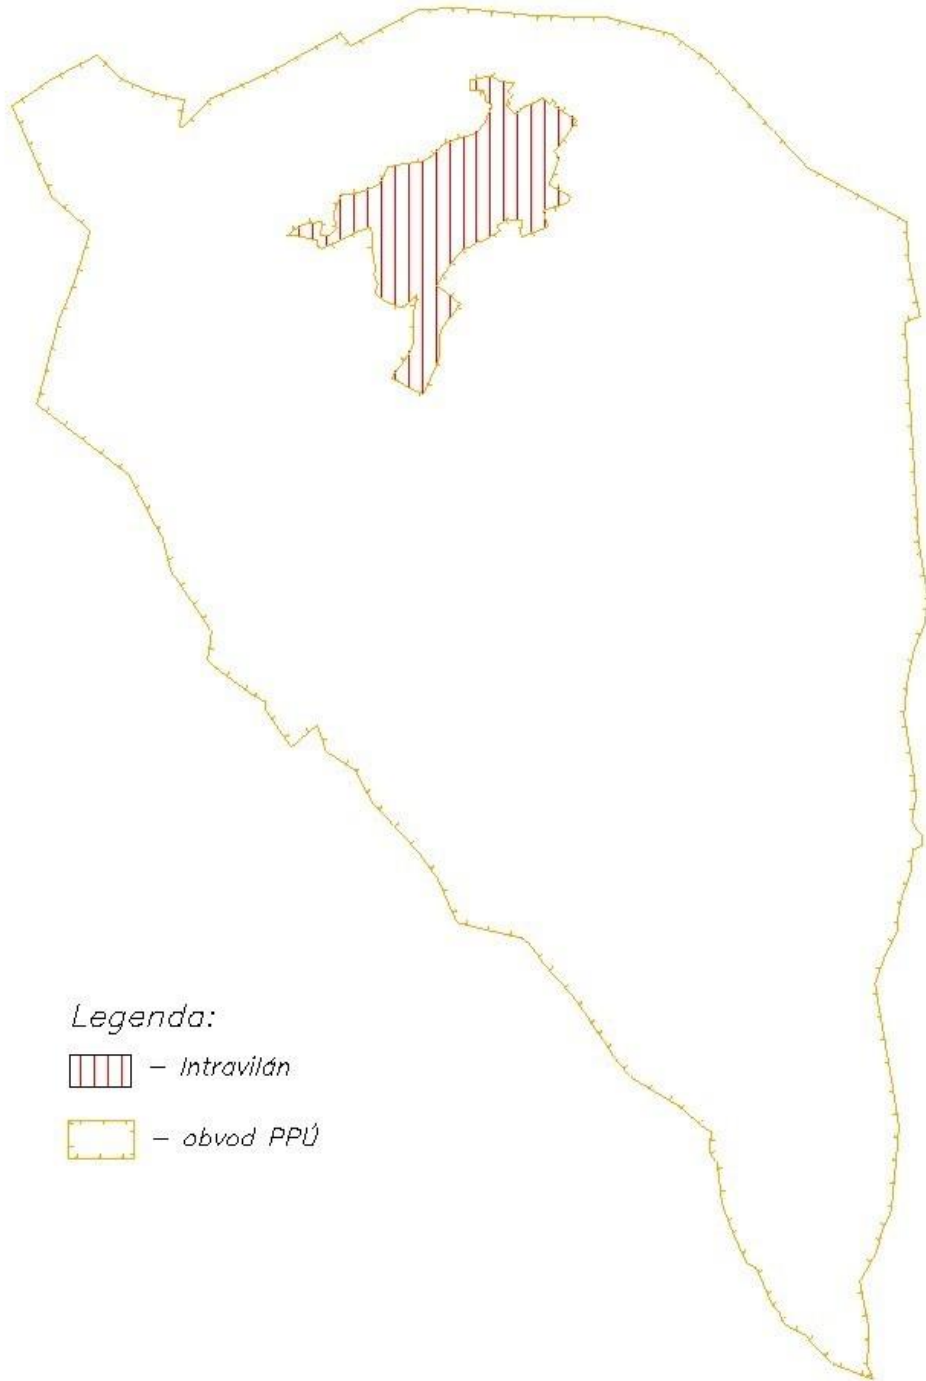 Legenda:
– Intravilán
– obvod PPÚ